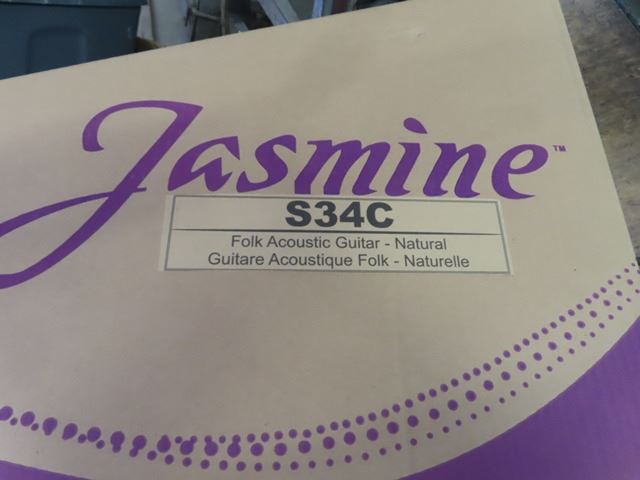 Jasmine™
S34C
Folk Acoustic Guitar - Natural
Guitare Acoustique Folk - Naturelle